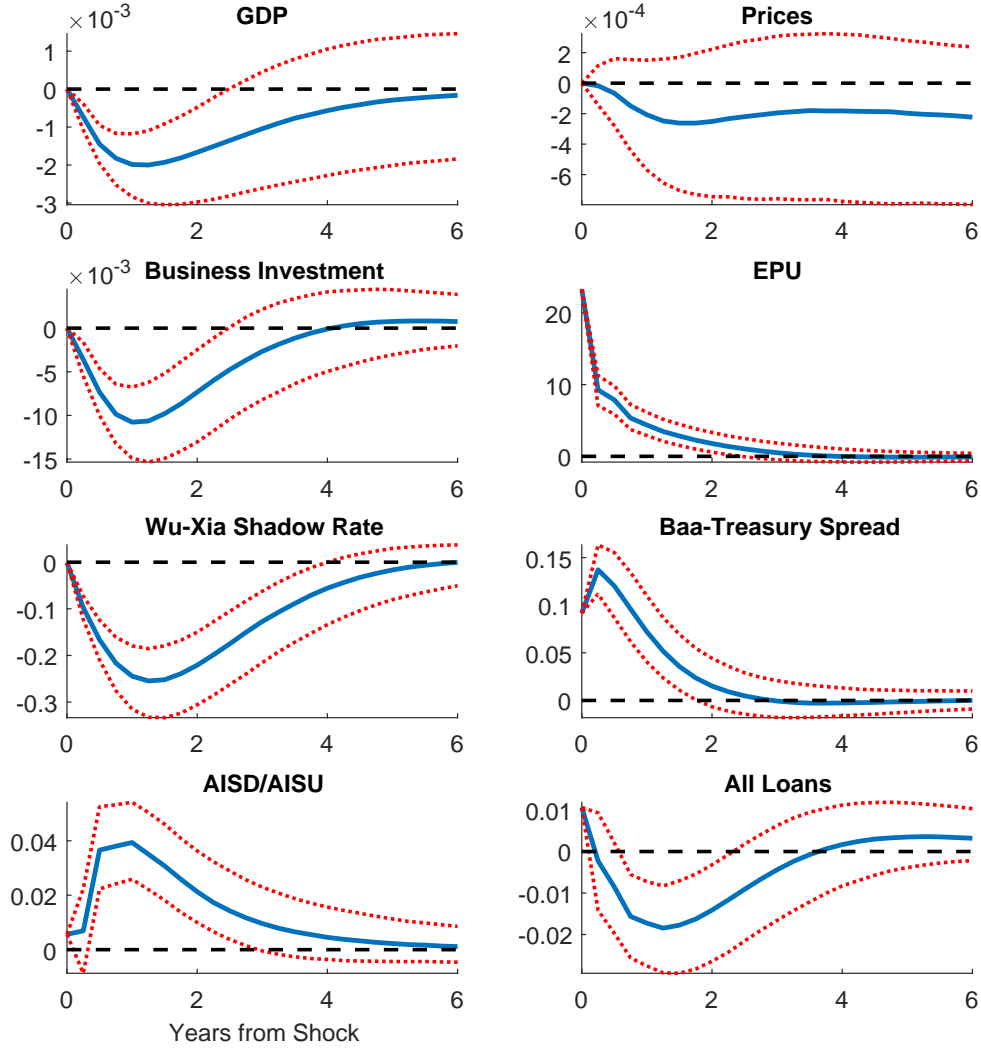 GDP
×10-3
1
0
-1
-2
-3
0 2 4 6
Prices
×10-4
2
0
-2
-4
-6
0 2 4 6
Business Investment
×10-3
0
-5
-10
-15
0 2 4 6
EPU
20
10
0
0 2 4 6
Wu-Xia Shadow Rate
0
-0.1
-0.2
-0.3
0 2 4 6
Baa-Treasury Spread
0.15
0.1
0.05
0
0 2 4 6
AISD/AISU
0.04
0.02
0
0 2 4 6
Years from Shock
All Loans
0.01
0
-0.01
-0.02
0 2 4 6